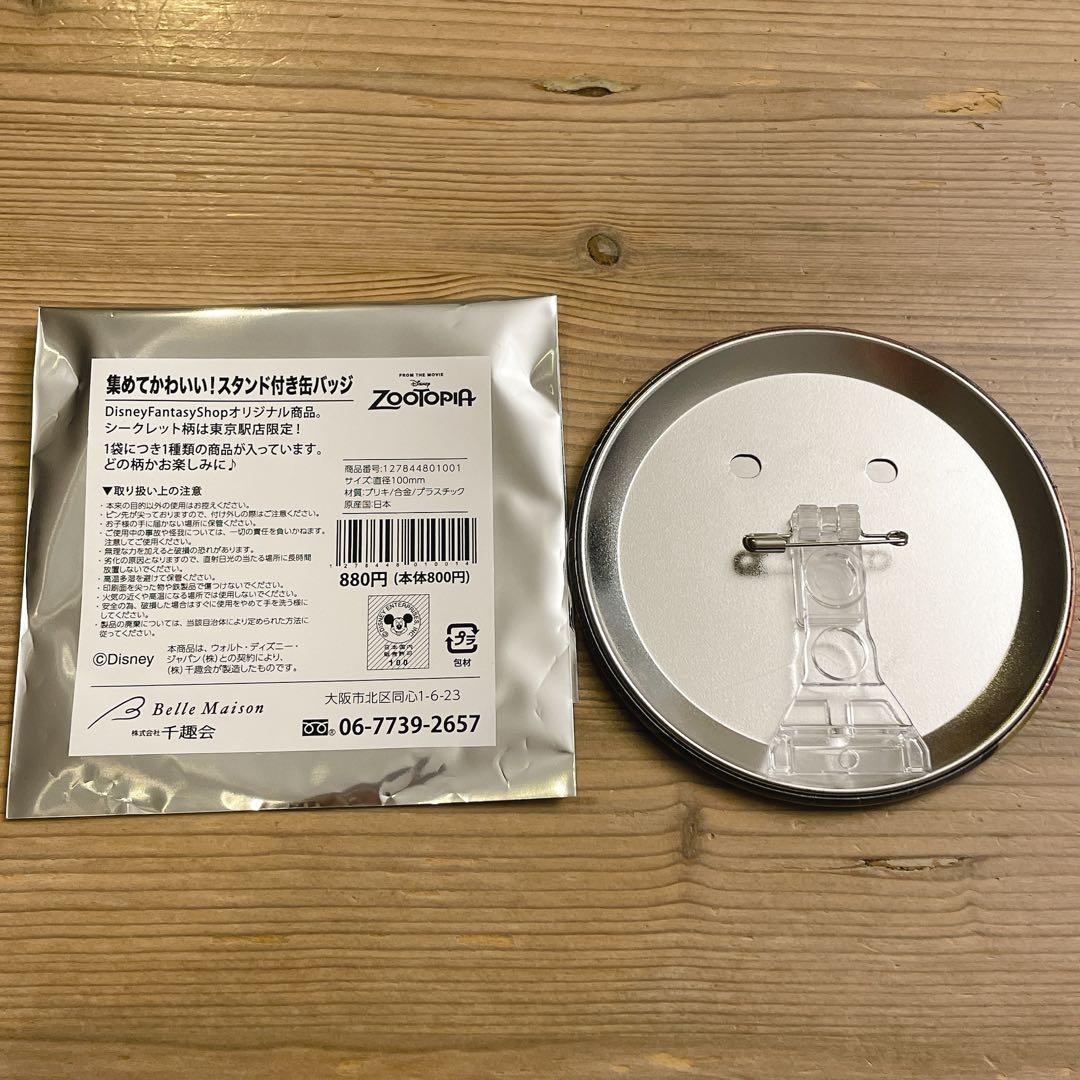 集めてかわいい！スタンド付き缶バッジ
FROM THE MOVIE
Disney
ZOOTOPIA
DisneyFantasyShopオリジナル商品。
シークレット柄は東京駅店限定！
1袋につき1種類の商品が入っています。
どの柄かお楽しみに♪
商品番号:127844801001
サイズ:直径100mm
材質:ブリキ/合金/プラスチック
原産国:日本
▼取り扱い上の注意
・本来の目的以外の使用はお控えください。
・ピン先が尖っておりますので、付け外しの際はご注意ください。
・お子様の手に届かない場所に保管ください。
・ご使用中の事故や怪我については、一切の責任を負いかねます。
注意してご使用ください。
・無理な力を加えると破損の恐れがあります。
・劣化の原因となりますので、直射日光の当たる場所に長時間
放置しないでください。
・高温多湿を避けて保管ください。
・印刷面を尖った物や鉄製品で傷つけないでください。
・火気の近くや高温になる場所では使用しないでください。
・安全の為、破損した場合はすぐに使用をやめて手を洗う様に
してください。
・製品の廃棄については、当該自治体により定められた方法に
従ってください。
1 278448 010014
880円 (本体800円)
©DISNEY ENTERPRISES, INC.
日本国内
販売許可
100
プラ
包材
©Disney
本商品は、ウォルト・ディズニー・
ジャパン(株)との契約により、
(株)千趣会が製造したものです。
Belle Maison
株式会社 千趣会
大阪市北区同心1-6-23
® 06-7739-2657